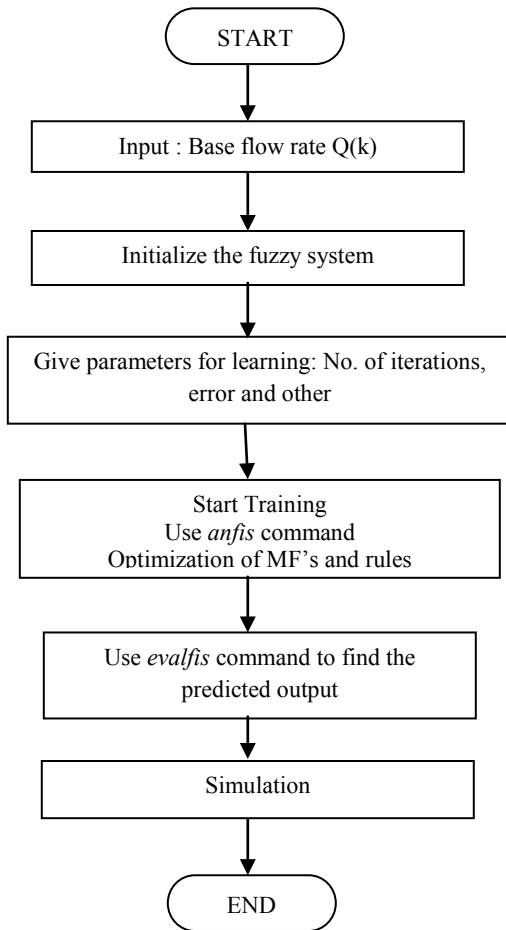 START
Input : Base flow rate Q(k)
Initialize the fuzzy system
Give parameters for learning: No. of iterations,
error and other
Start Training
Use anfis command
Optimization of MF's and rules
Use evalfis command to find the
predicted output
Simulation
END